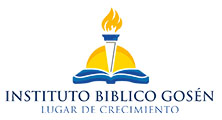 INSTITUTO BIBLICO GOSÉN
LUGAR DE CRECIMIENTO